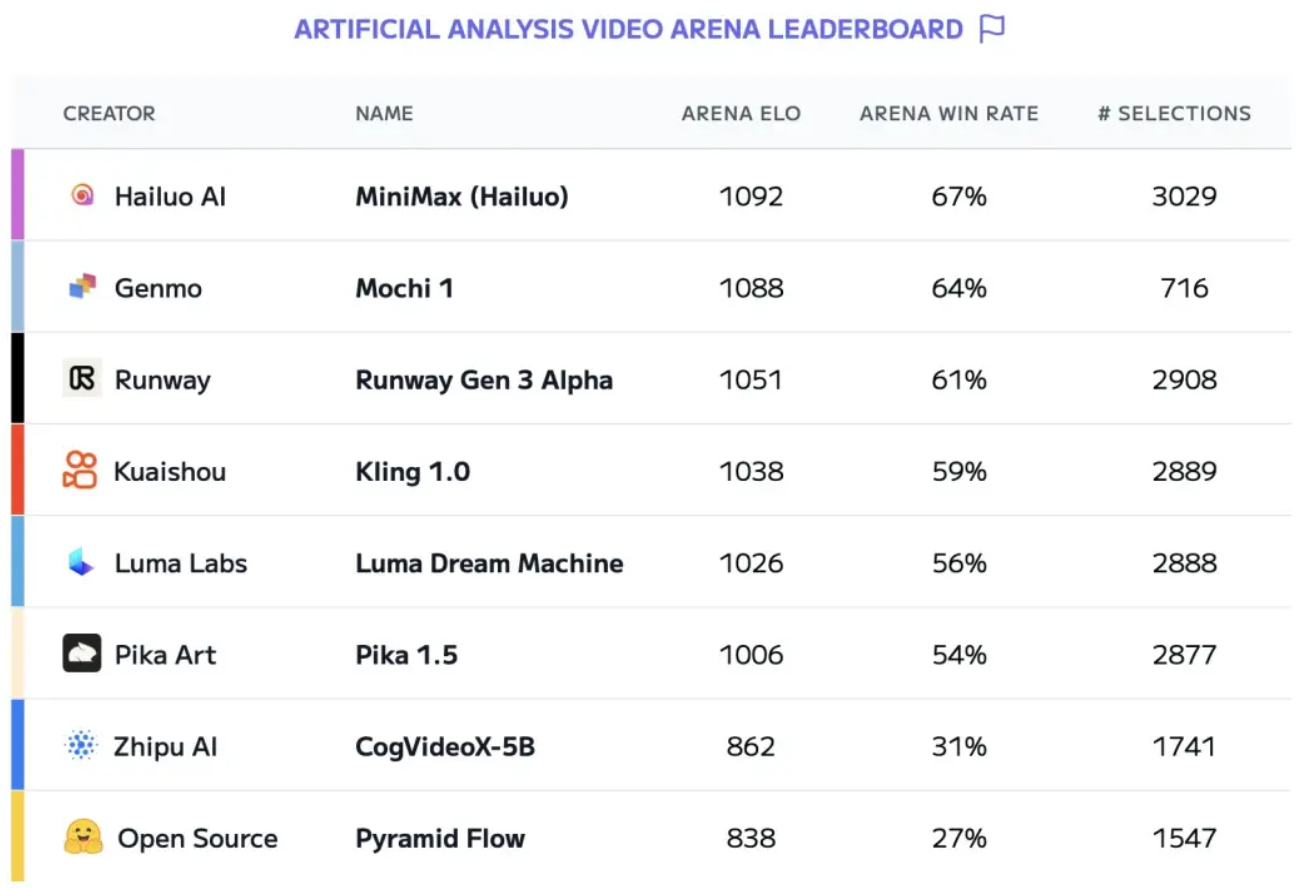 ARTIFICIAL ANALYSIS VIDEO ARENA LEADERBOARD
CREATOR NAME ARENA ELO ARENA WIN RATE # SELECTIONS
Hailuo AI MiniMax (Hailuo) 1092 67% 3029
Genmo Mochi 1 1088 64% 716
Runway Runway Gen 3 Alpha 1051 61% 2908
Kuaishou Kling 1.0 1038 59% 2889
Luma Labs Luma Dream Machine 1026 56% 2888
Pika Art Pika 1.5 1006 54% 2877
Zhipu AI CogVideoX-5B 862 31% 1741
Open Source Pyramid Flow 838 27% 1547